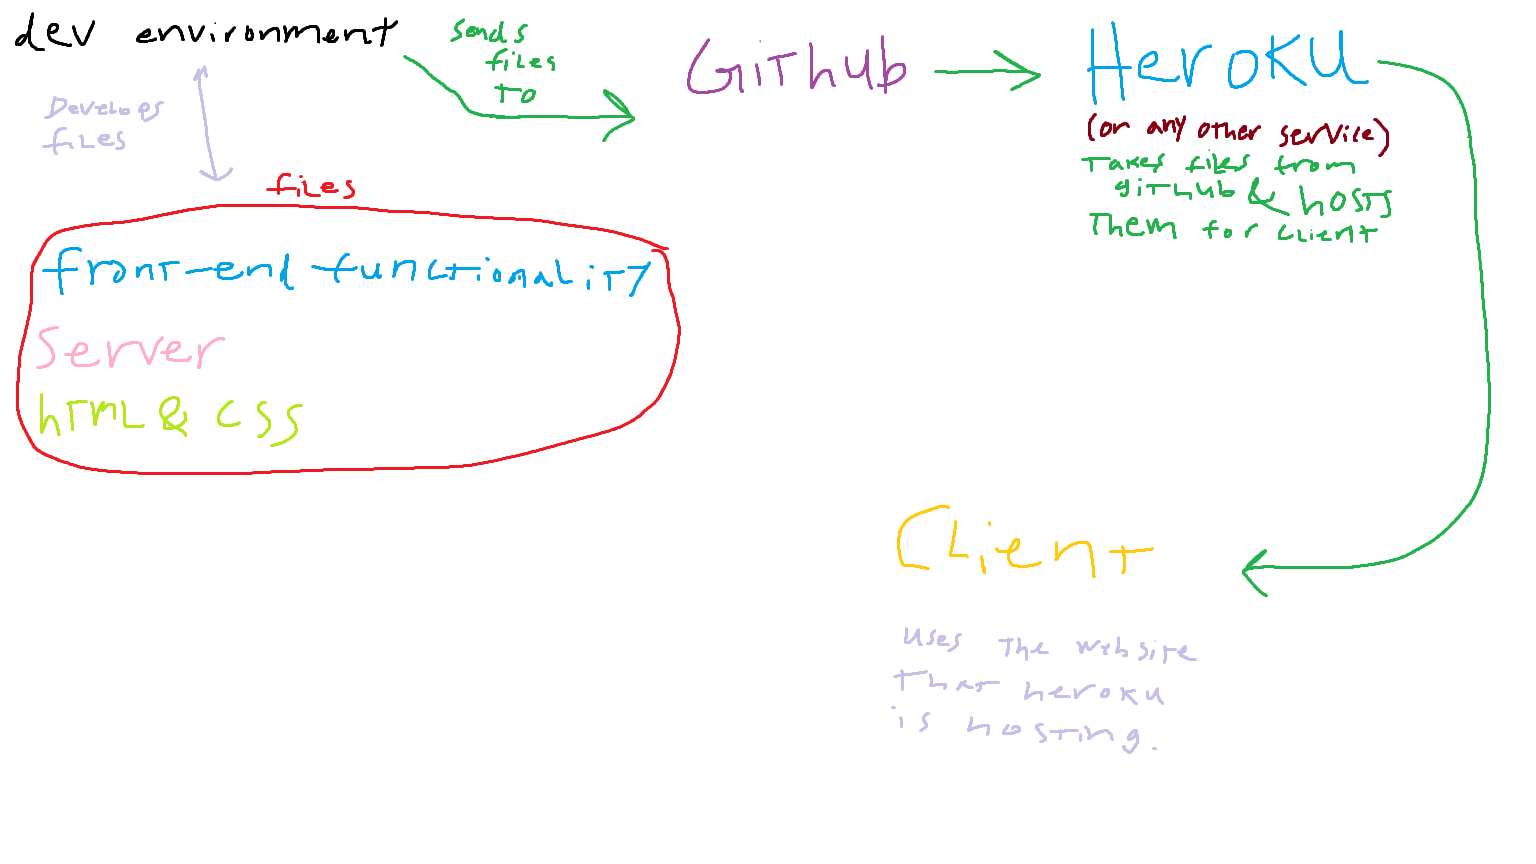 dev environment
sends
files
to
Develops
files
files
front-end functionality
Server
hTML & CSS
GitHub
Heroku
(or any other service)
Takes files from
github & hosts
Them for client
Client
uses the website
that heroku
is hosting.